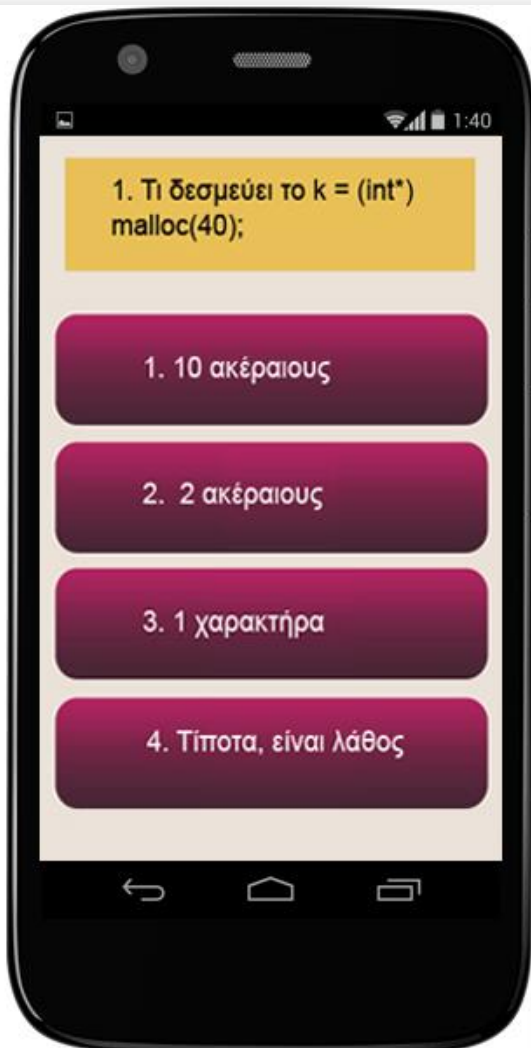 1:40
1. Τι δεσμεύει το k = (int*)
malloc(40);
1. 10 ακέραιους
2. 2 ακέραιους
3. 1 χαρακτήρα
4. Τίποτα, είναι λάθος